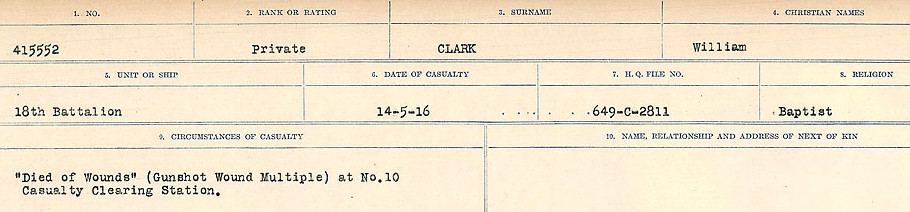 1. NO. 2. RANK OR RATING 3. SURNAME 4. CHRISTIAN NAMES
415552 Private CLARK William
5. UNIT OR SHIP 6. DATE OF CASUALTY 7. H. Q. FILE NO. 8. RELIGION
18th Battalion 14-5-16 649-C-2811 Baptist
9. CIRCUMSTANCES OF CASUALTY 10. NAME, RELATIONSHIP AND ADDRESS OF NEXT OF KIN
"Died of Wounds" (Gunshot Wound Multiple) at No.10
Casualty Clearing Station.